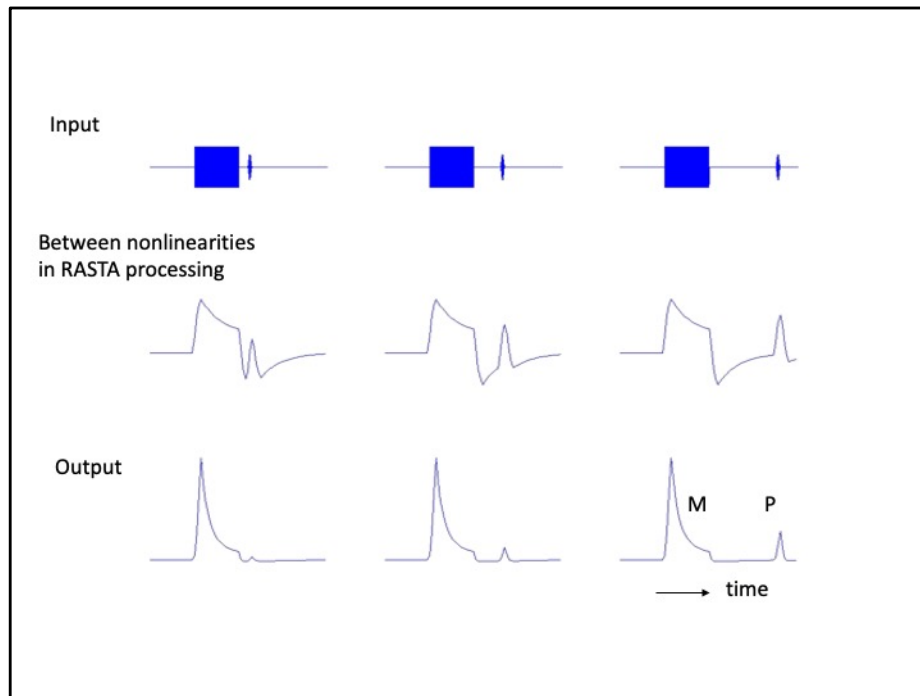 Input
Between nonlinearities
in RASTA processing
Output
M P
time